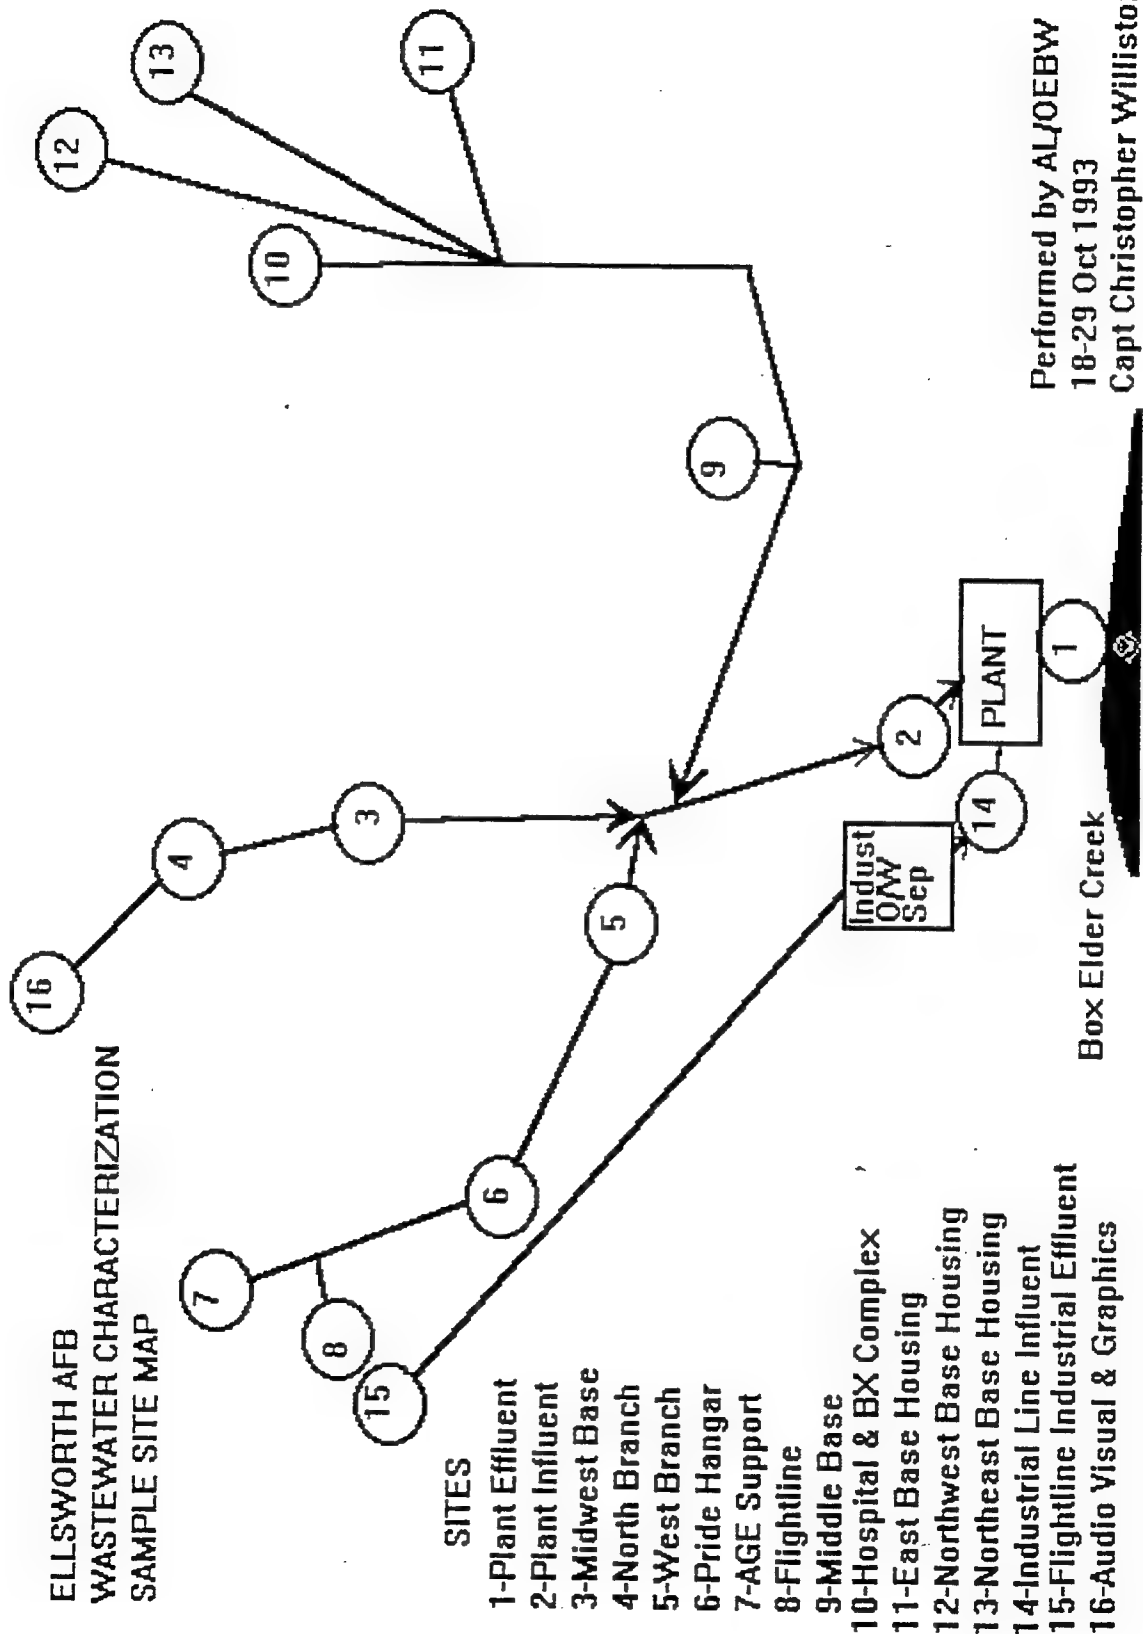 ELLSWORTH AFB
WASTEWATER CHARACTERIZATION
SAMPLE SITE MAP
16
4
3
12
13
10
11
7
8
15
6
5
9
2
Indust
O/W
Sep
14
PLANT
1
Box Elder Creek
SITES
1-Plant Effluent
2-Plant Influent
3-Midwest Base
4-North Branch
5-West Branch
6-Pride Hangar
7-AGE Support
8-Flightline
9-Middle Base
10-Hospital & BX Complex
11-East Base Housing
12-Northwest Base Housing
13-Northeast Base Housing
14-Industrial Line Influent
15-Flightline Industrial Effluent
16-Audio Visual & Graphics
Performed by AL/OEBW
18-29 Oct 1993
Capt Christopher Willisto